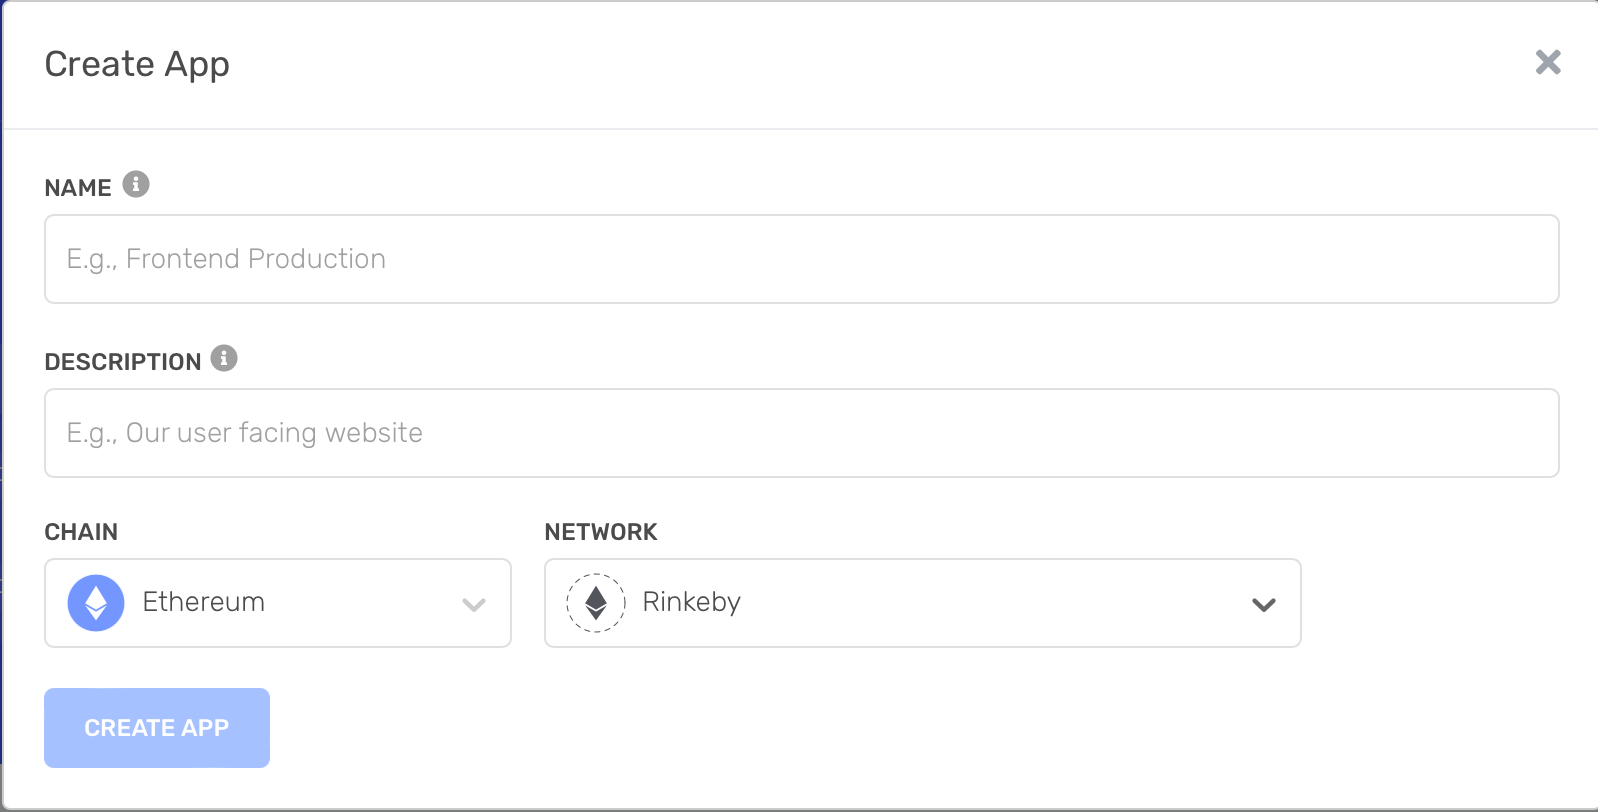 Create App
NAME
E.g., Frontend Production
DESCRIPTION
E.g., Our user facing website
CHAIN
NETWORK
Ethereum
Rinkeby
CREATE APP